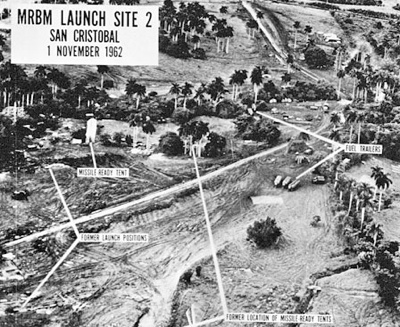 MRBM LAUNCH SITE 2
SAN CRISTOBAL
1 NOVEMBER 1962
FUEL TRAILERS
MISSILE READY TENT
FORMER LAUNCH POSITIONS
FORMER LOCATION OF MISSILE READY TENTS